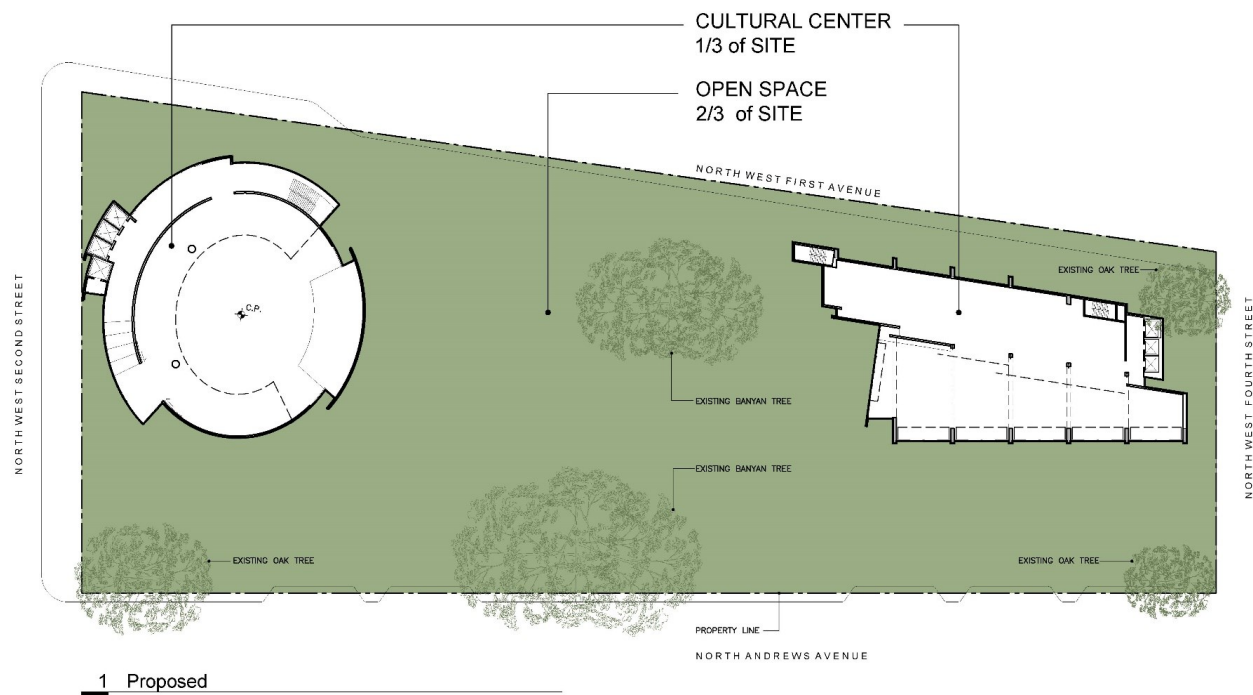 CULTURAL CENTER
1/3 of SITE
OPEN SPACE
2/3 of SITE
NORTH WEST FIRST AVENUE
EXISTING OAK TREE
C.P.
NORTH WEST SECOND STREET
NORTH WEST FOURTH STREET
EXISTING BANYAN TREE
EXISTING BANYAN TREE
EXISTING OAK TREE
EXISTING OAK TREE
PROPERTY LINE
NORTH ANDREWS AVENUE
1 Proposed